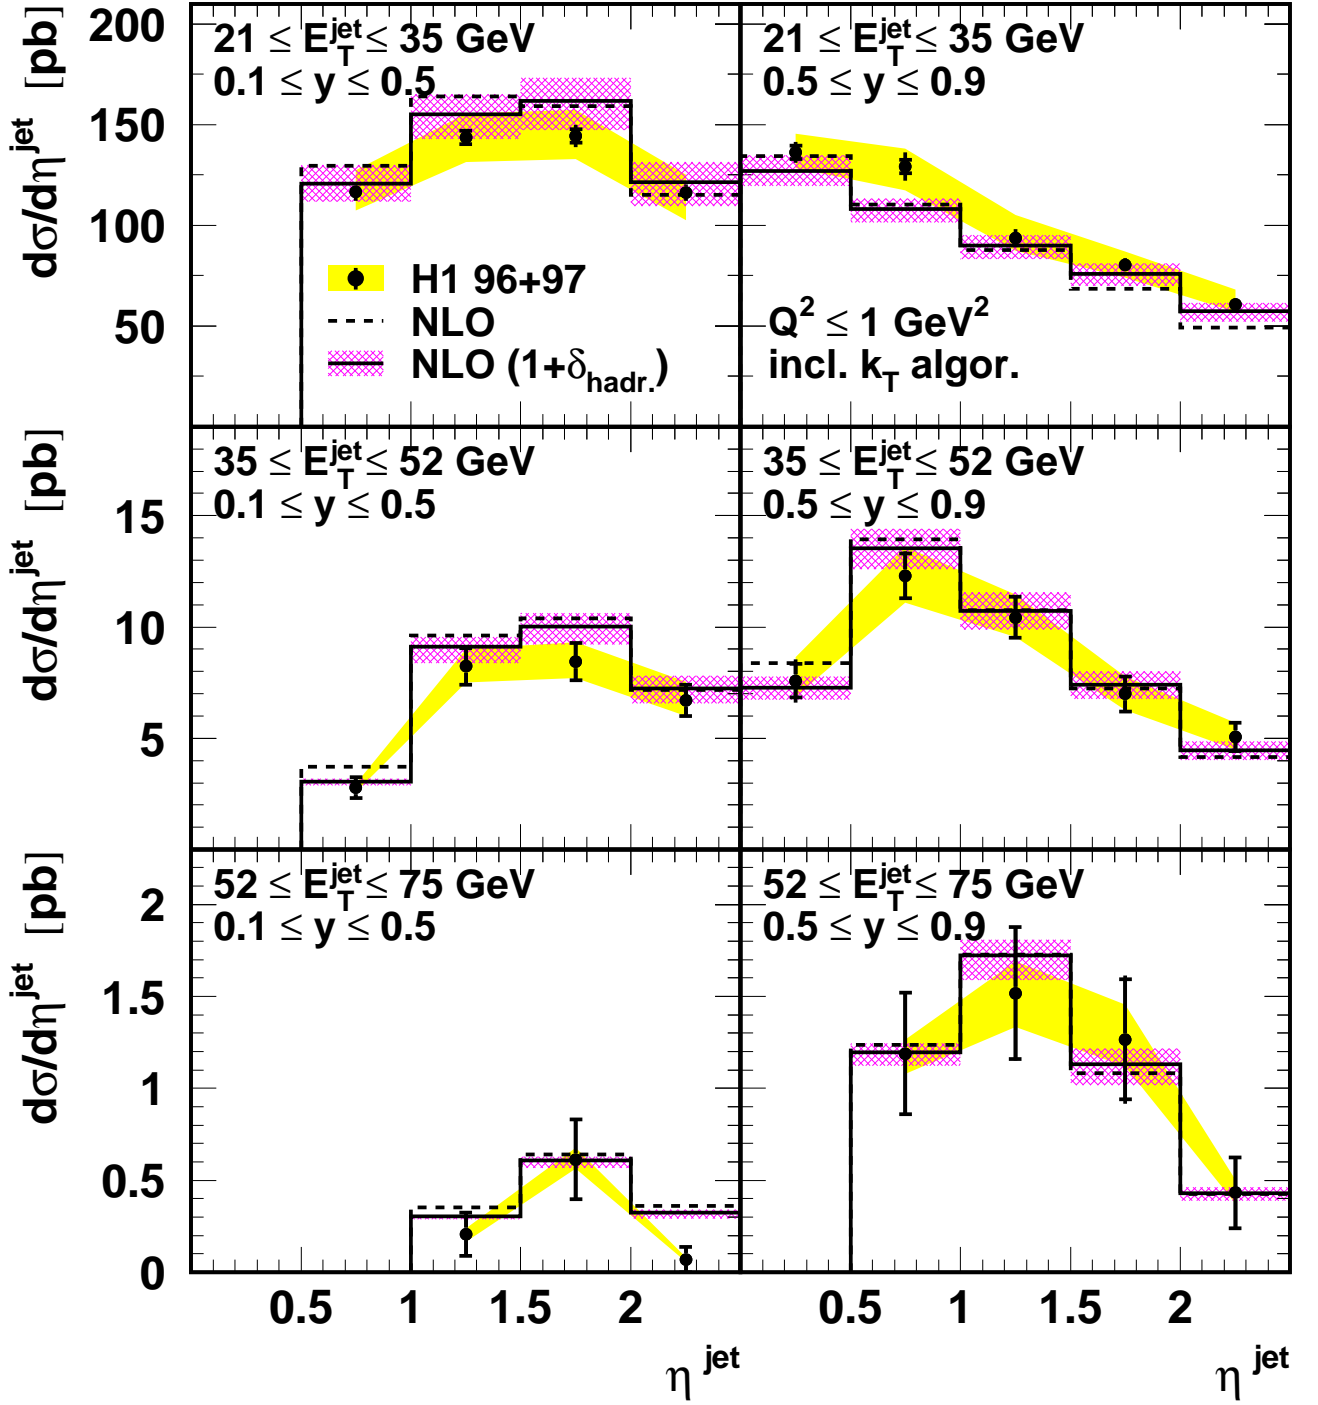 dσ/dη^jet [pb]
200
150
100
50
21 ≤ E_T^jet ≤ 35 GeV
0.1 ≤ y ≤ 0.5
H1 96+97
NLO
NLO (1+δ_hadr.)
21 ≤ E_T^jet ≤ 35 GeV
0.5 ≤ y ≤ 0.9
Q^2 ≤ 1 GeV^2
incl. k_T algor.
dσ/dη^jet [pb]
15
10
5
35 ≤ E_T^jet ≤ 52 GeV
0.1 ≤ y ≤ 0.5
35 ≤ E_T^jet ≤ 52 GeV
0.5 ≤ y ≤ 0.9
dσ/dη^jet [pb]
2
1.5
1
0.5
0
52 ≤ E_T^jet ≤ 75 GeV
0.1 ≤ y ≤ 0.5
52 ≤ E_T^jet ≤ 75 GeV
0.5 ≤ y ≤ 0.9
0.5 1 1.5 2
0.5 1 1.5 2
η^jet
η^jet